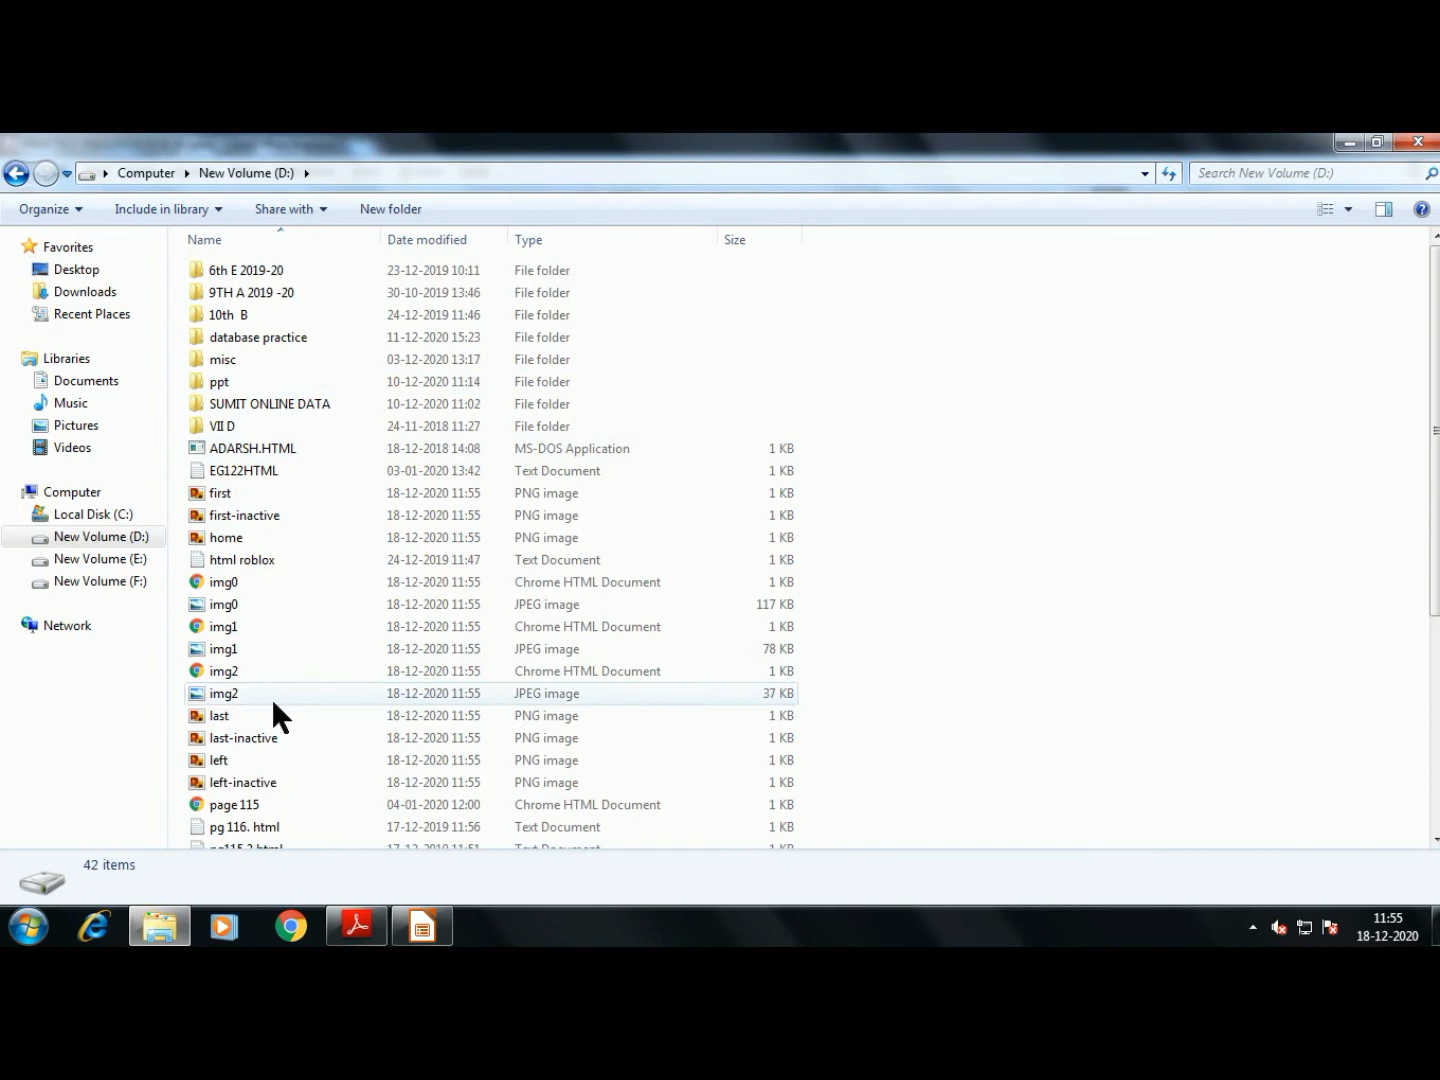 Computer New Volume (D:) Search New Volume (D:)
Organize Include in library Share with New folder
Name Date modified Type Size
Favorites
Desktop
Downloads
Recent Places
Libraries
Documents
Music
Pictures
Videos
Computer
Local Disk (C:)
New Volume (D:)
New Volume (E:)
New Volume (F:)
Network
6th E 2019-20 23-12-2019 10:11 File folder
9TH A 2019 -20 30-10-2019 13:46 File folder
10th B 24-12-2019 11:46 File folder
database practice 11-12-2020 15:23 File folder
misc 03-12-2020 13:17 File folder
ppt 10-12-2020 11:14 File folder
SUMIT ONLINE DATA 10-12-2020 11:02 File folder
VII D 24-11-2018 11:27 File folder
ADARSH.HTML 18-12-2018 14:08 MS-DOS Application 1 KB
EG122HTML 03-01-2020 13:42 Text Document 1 KB
first 18-12-2020 11:55 PNG image 1 KB
first-inactive 18-12-2020 11:55 PNG image 1 KB
home 18-12-2020 11:55 PNG image 1 KB
html roblox 24-12-2019 11:47 Text Document 1 KB
img0 18-12-2020 11:55 Chrome HTML Document 1 KB
img0 18-12-2020 11:55 JPEG image 117 KB
img1 18-12-2020 11:55 Chrome HTML Document 1 KB
img1 18-12-2020 11:55 JPEG image 78 KB
img2 18-12-2020 11:55 Chrome HTML Document 1 KB
img2 18-12-2020 11:55 JPEG image 37 KB
last 18-12-2020 11:55 PNG image 1 KB
last-inactive 18-12-2020 11:55 PNG image 1 KB
left 18-12-2020 11:55 PNG image 1 KB
left-inactive 18-12-2020 11:55 PNG image 1 KB
page 115 04-01-2020 12:00 Chrome HTML Document 1 KB
pg 116. html 17-12-2019 11:56 Text Document 1 KB
42 items
11:55
18-12-2020